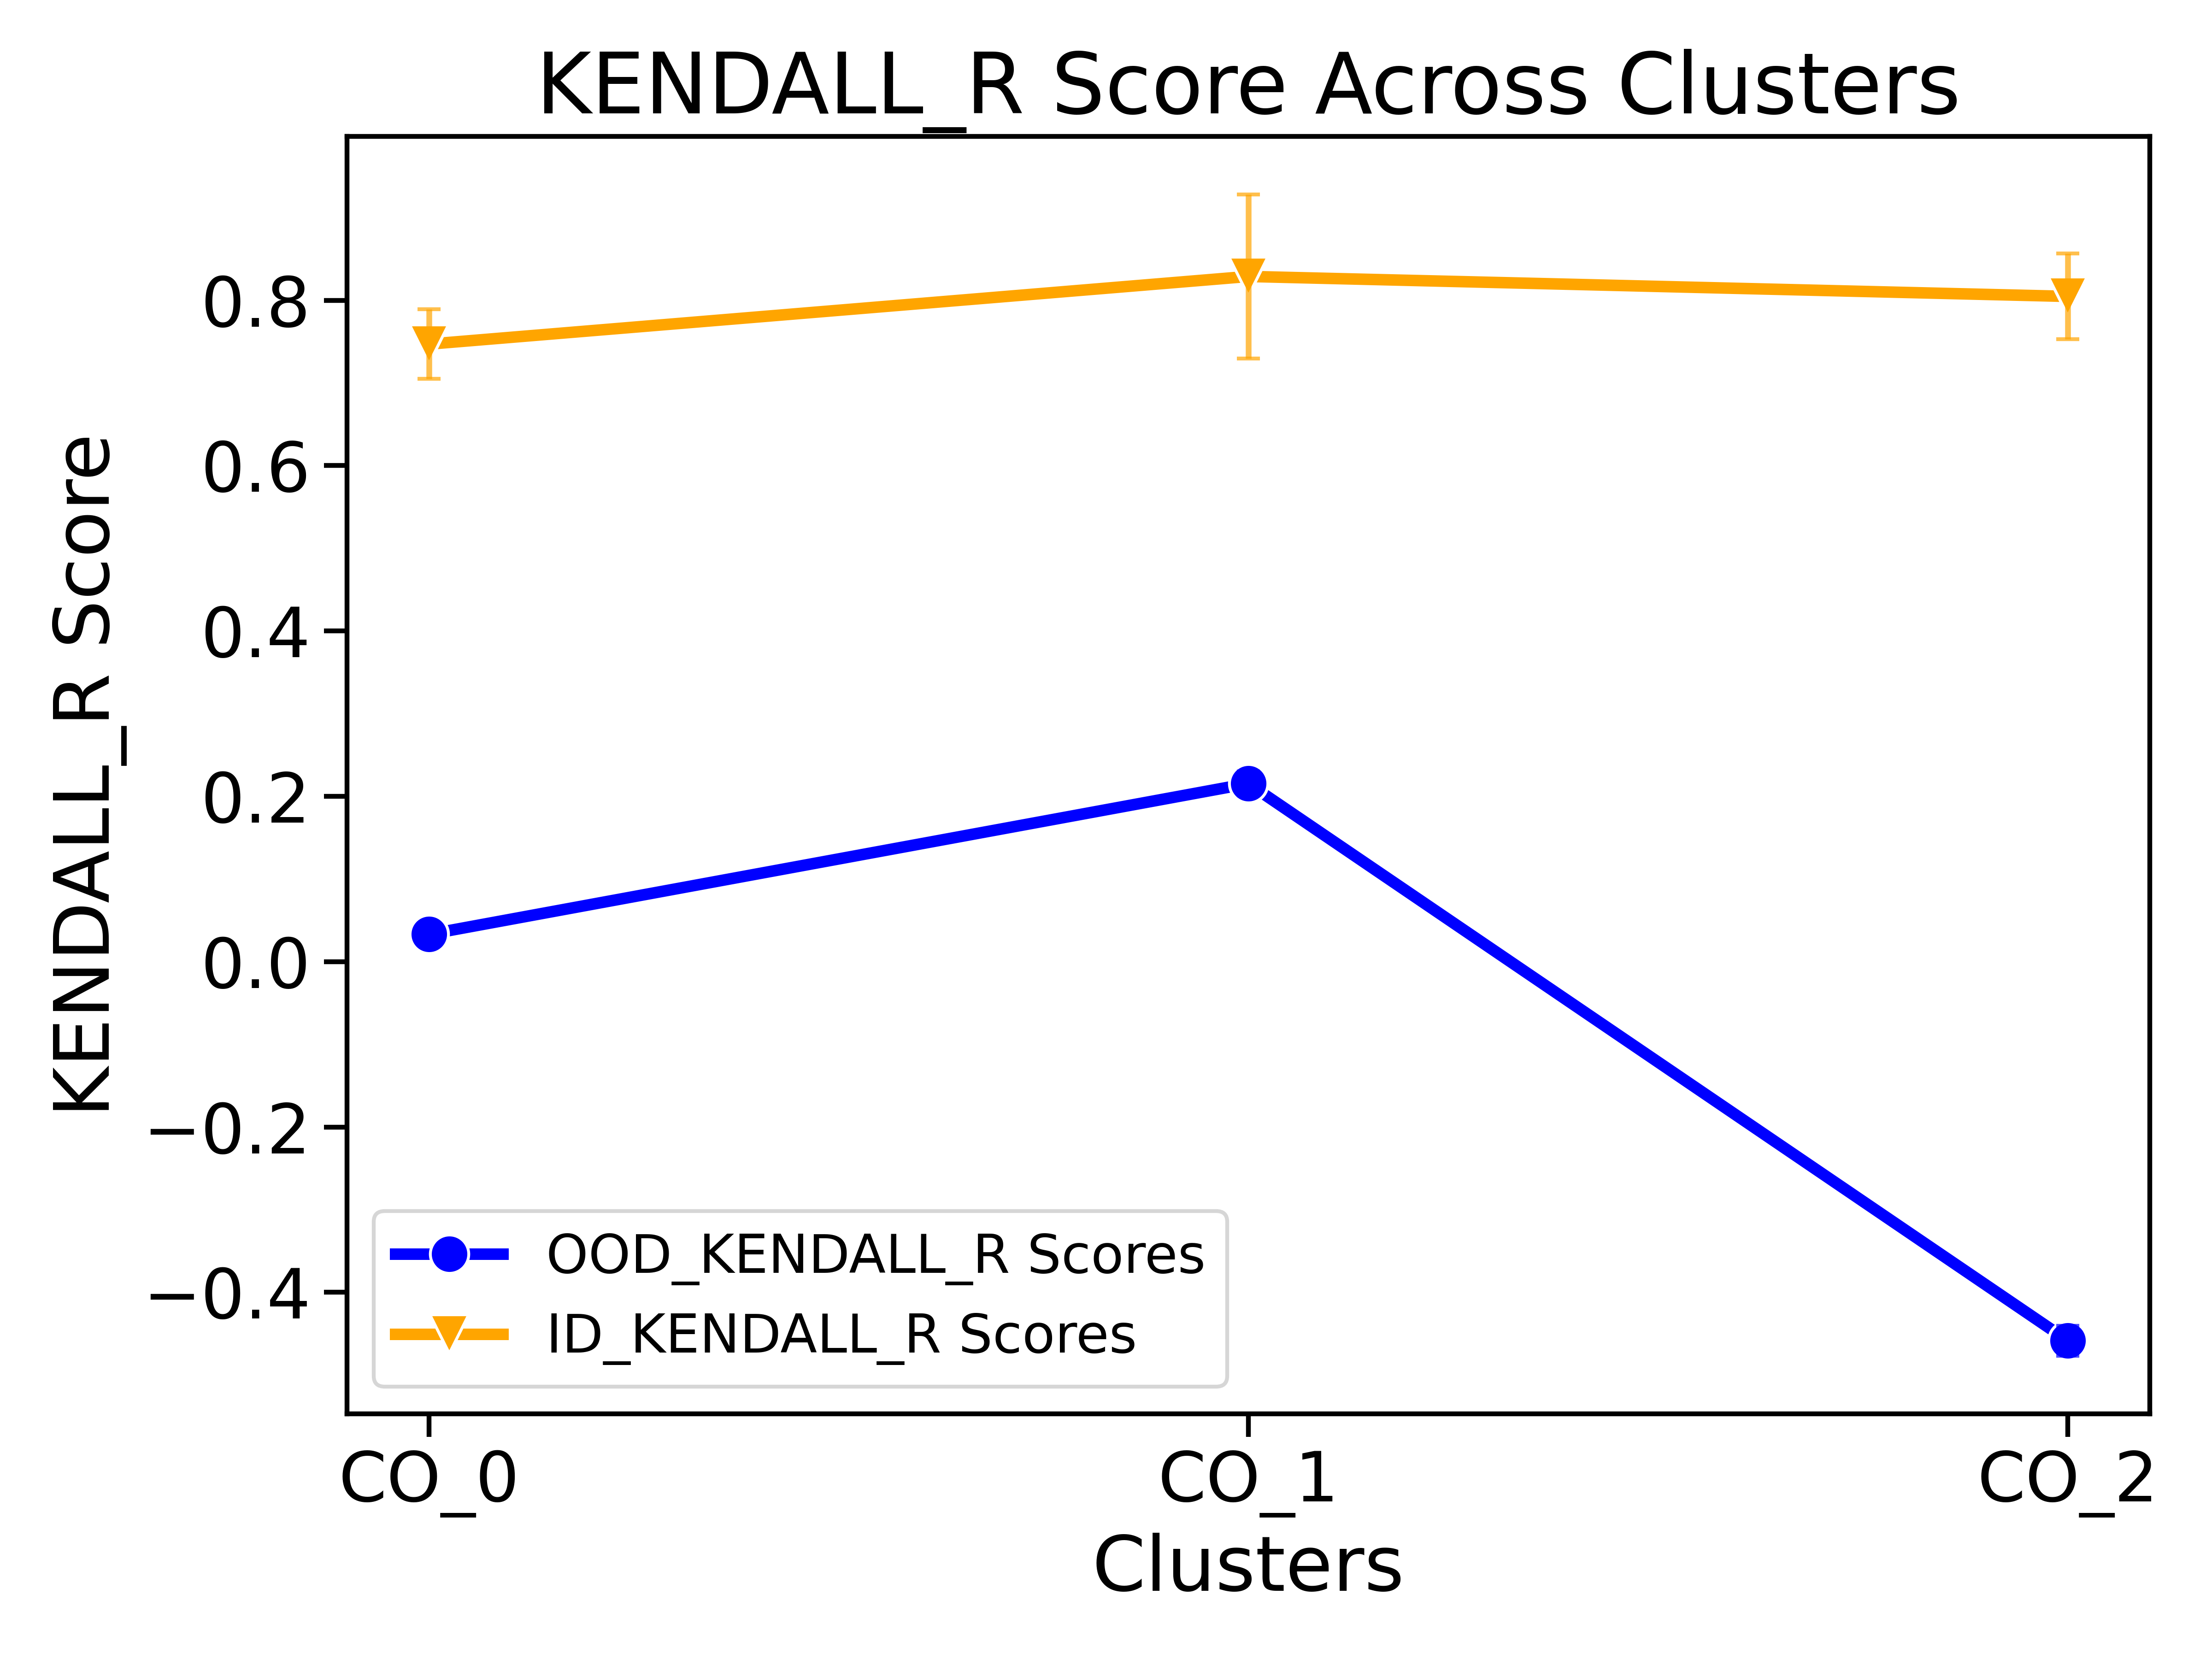 KENDALL_R Score Across Clusters
KENDALL_R Score
0.8
0.6
0.4
0.2
0.0
−0.2
−0.4
OOD_KENDALL_R Scores
ID_KENDALL_R Scores
CO_0
CO_1
CO_2
Clusters